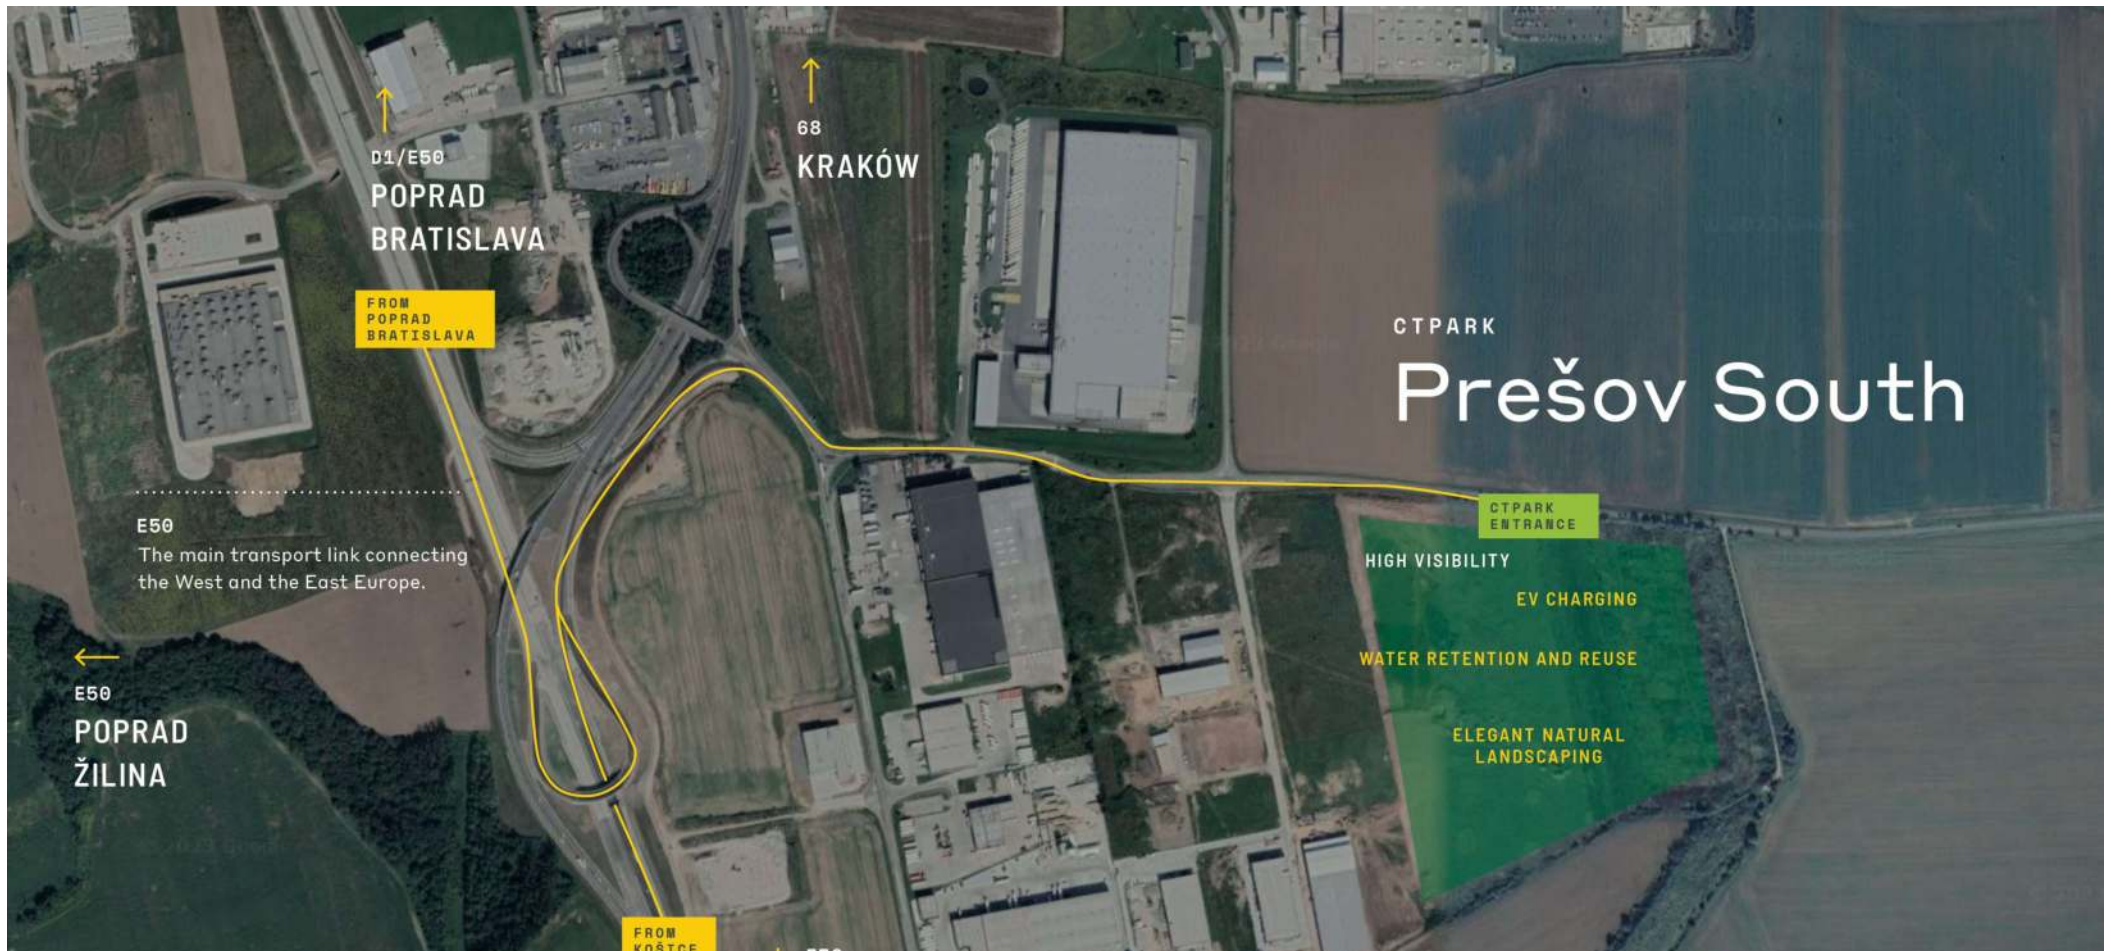 68
KRAKÓW
D1/E50
POPRAD
BRATISLAVA
FROM
POPRAD
BRATISLAVA
CTPARK
Prešov South
E50
The main transport link connecting
the West and the East Europe.
CTPARK
ENTRANCE
HIGH VISIBILITY
EV CHARGING
WATER RETENTION AND REUSE
ELEGANT NATURAL
LANDSCAPING
E50
POPRAD
ŽILINA
FROM
KOŠICE